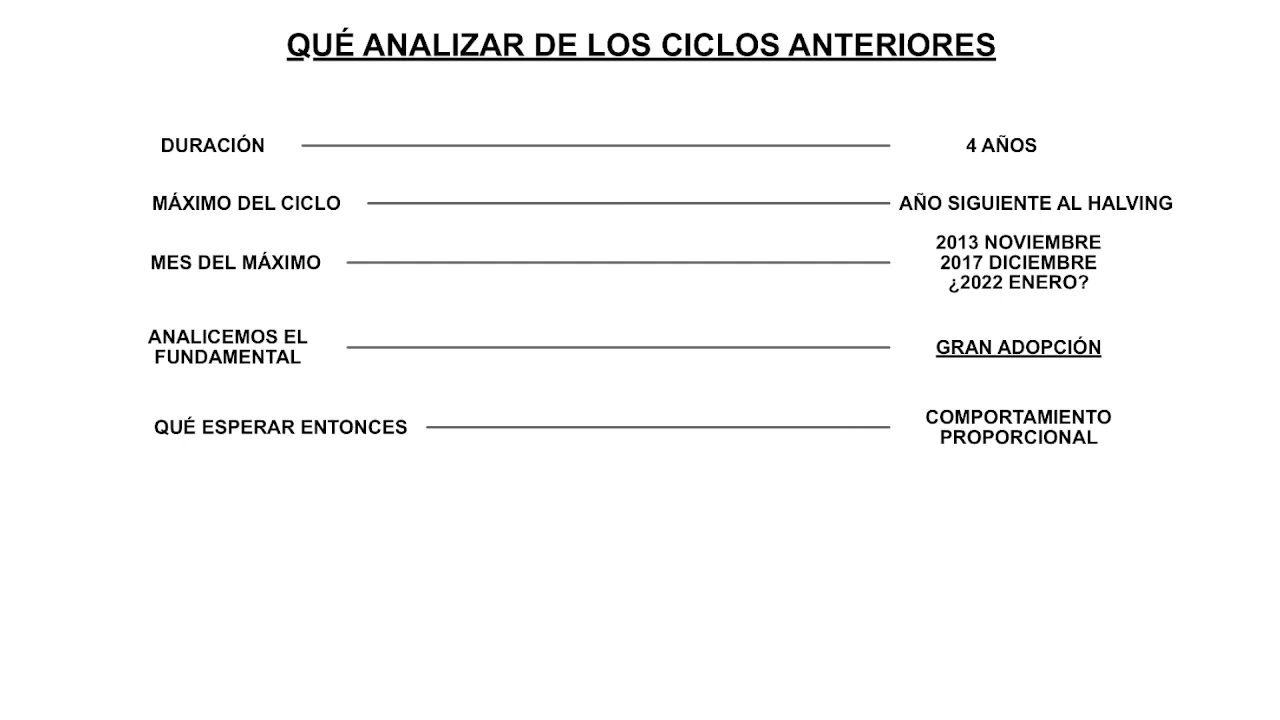 QUÉ ANALIZAR DE LOS CICLOS ANTERIORES
DURACIÓN
4 AÑOS
MÁXIMO DEL CICLO
AÑO SIGUIENTE AL HALVING
MES DEL MÁXIMO
2013 NOVIEMBRE
2017 DICIEMBRE
¿2022 ENERO?
ANALICEMOS EL
FUNDAMENTAL
GRAN ADOPCIÓN
QUÉ ESPERAR ENTONCES
COMPORTAMIENTO
PROPORCIONAL